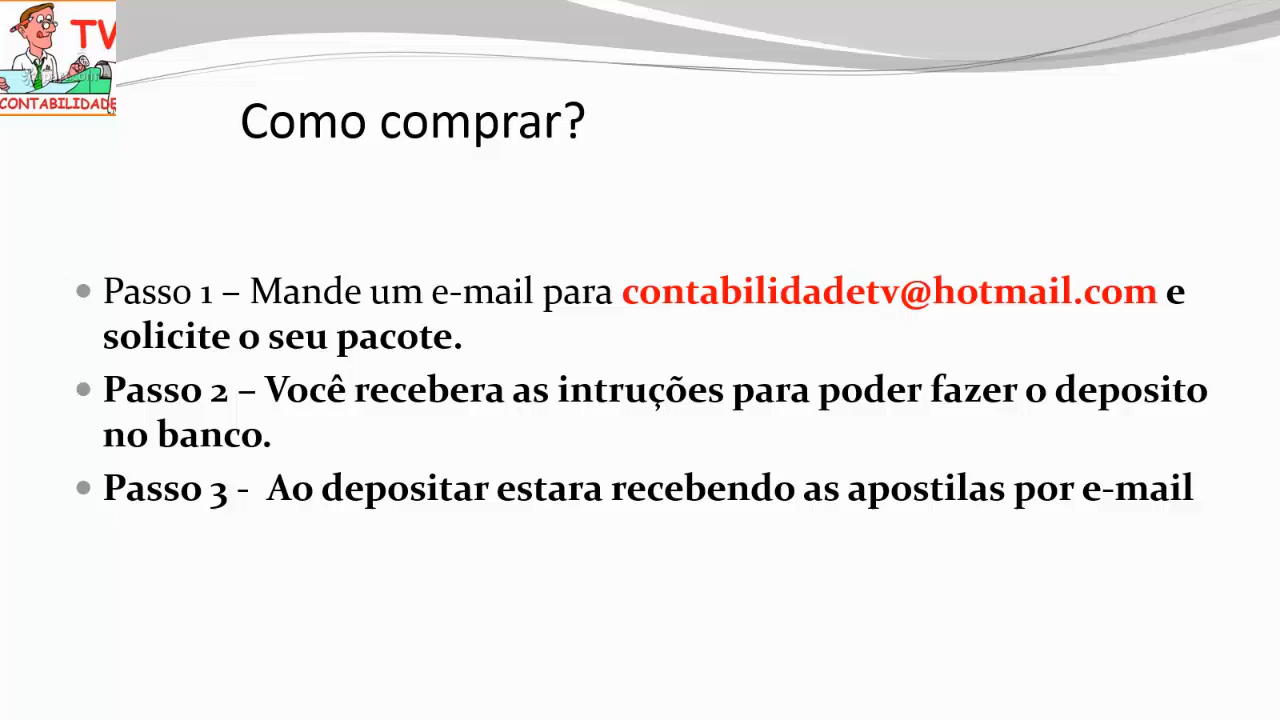 TV
CONTABILIDADE
Como comprar?
Passo 1 – Mande um e-mail para contabilidadetv@hotmail.com e
solicite o seu pacote.
Passo 2 – Você recebera as intruções para poder fazer o deposito
no banco.
Passo 3 - Ao depositar estara recebendo as apostilas por e-mail